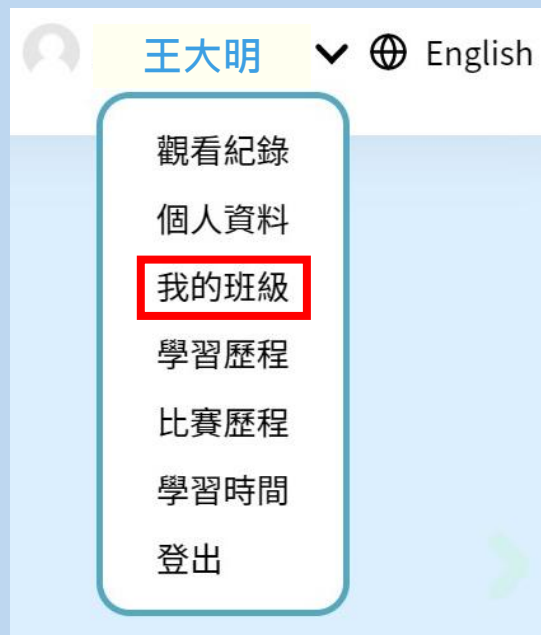 王大明 English
觀看紀錄
個人資料
我的班級
學習歷程
比賽歷程
學習時間
登出